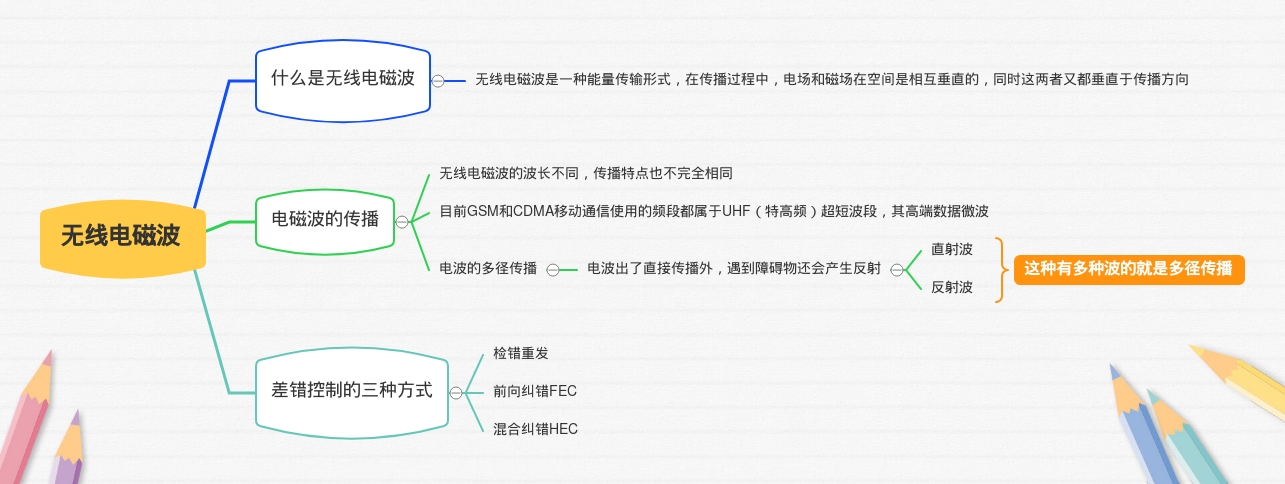 什么是无线电磁波
无线电磁波是一种能量传输形式，在传播过程中，电场和磁场在空间是相互垂直的，同时这两者又都垂直于传播方向
无线电磁波
电磁波的传播
无线电磁波的波长不同，传播特点也不完全相同
目前GSM和CDMA移动通信使用的频段都属于UHF（特高频）超短波段，其高端数据微波
电波的多径传播
电波出了直接传播外，遇到障碍物还会产生反射
直射波
反射波
这种有多种波的就是多径传播
差错控制的三种方式
检错重发
前向纠错FEC
混合纠错HEC